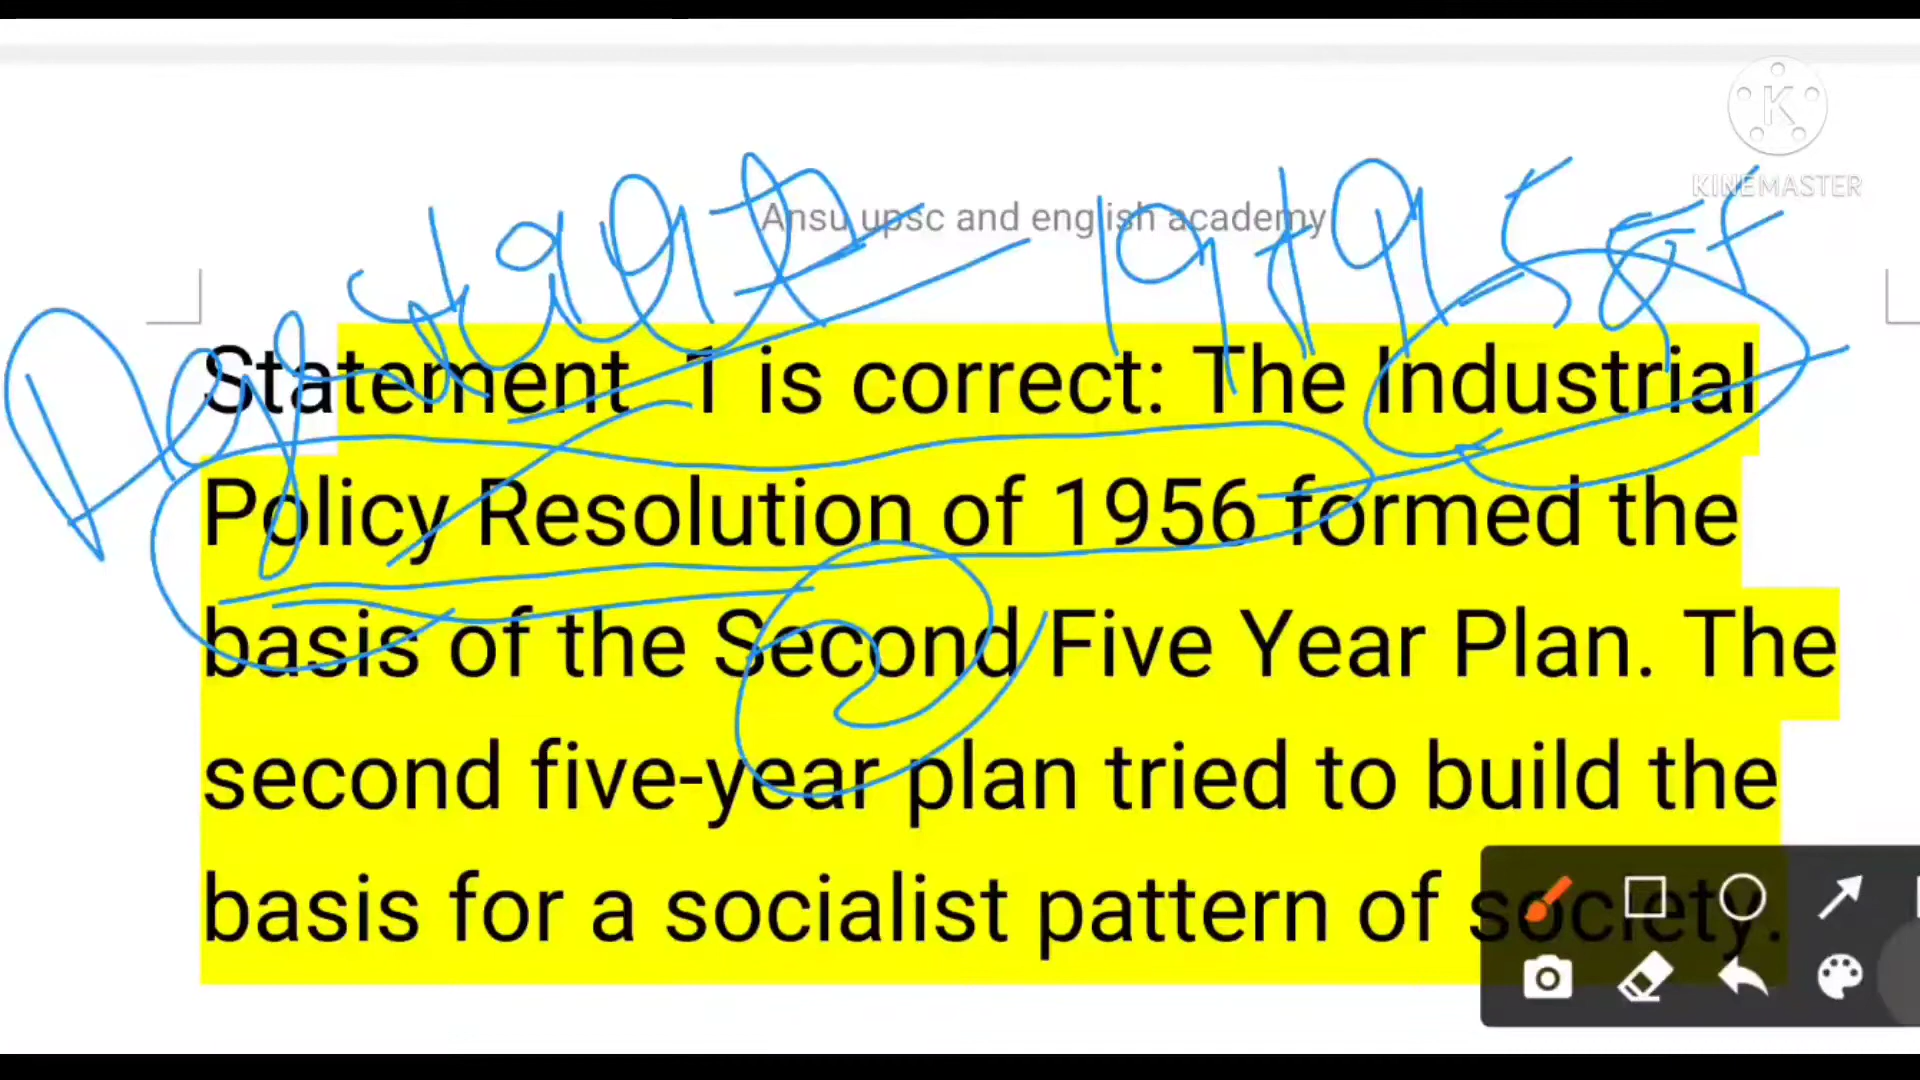 KINEMASTER
Ansu upsc and english academy
Statement 1 is correct: The Industrial
Policy Resolution of 1956 formed the
basis of the Second Five Year Plan. The
second five-year plan tried to build the
basis for a socialist pattern of society.